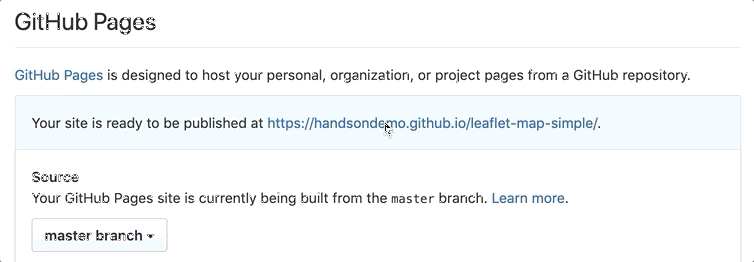 GitHub Pages
GitHub Pages is designed to host your personal, organization, or project pages from a GitHub repository.
Your site is ready to be published at https://handsondemo.github.io/leaflet-map-simple/.
Source
Your GitHub Pages site is currently being built from the master branch. Learn more.
master branch